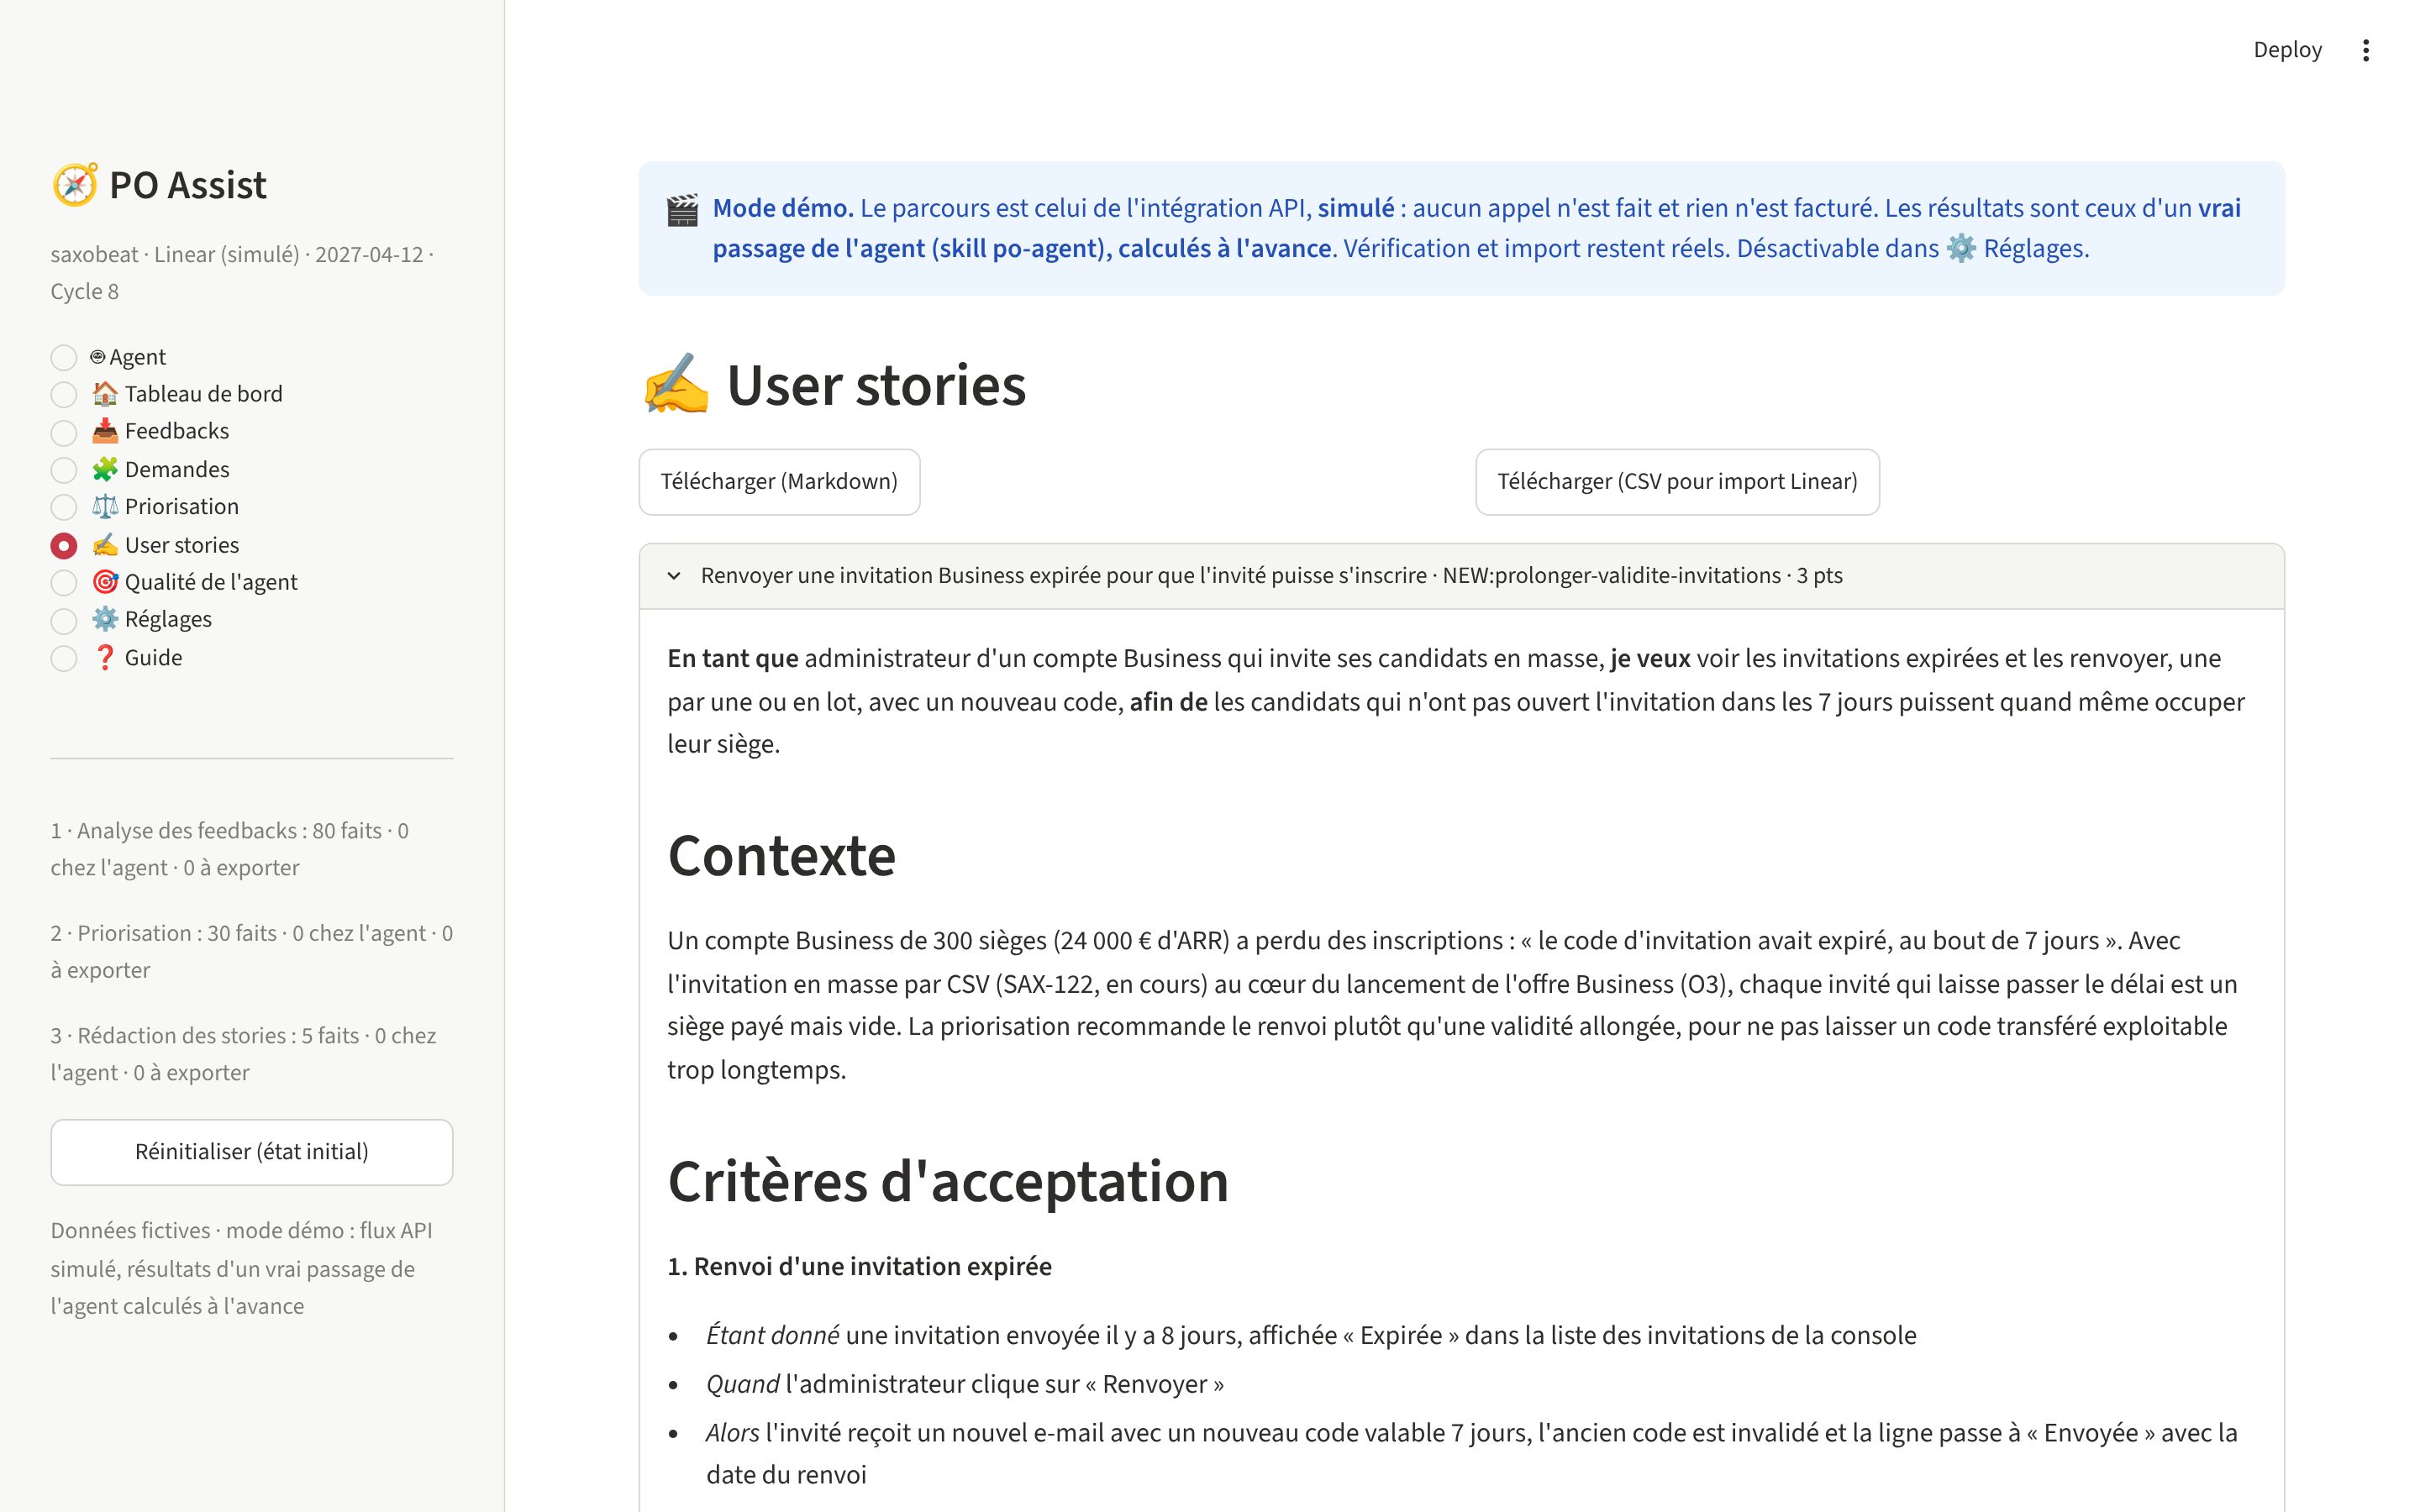 Deploy
🧭 PO Assist
saxobeat · Linear (simulé) · 2027-04-12 ·
Cycle 8
Agent
🏠 Tableau de bord
📥 Feedbacks
🧩 Demandes
⚖️ Priorisation
✍️ User stories
🎯 Qualité de l'agent
⚙️ Réglages
❓ Guide
1 · Analyse des feedbacks : 80 faits · 0
chez l'agent · 0 à exporter
2 · Priorisation : 30 faits · 0 chez l'agent · 0
à exporter
3 · Rédaction des stories : 5 faits · 0 chez
l'agent · 0 à exporter
Réinitialiser (état initial)
Données fictives · mode démo : flux API
simulé, résultats d'un vrai passage de
l'agent calculés à l'avance
🎬 Mode démo. Le parcours est celui de l'intégration API, simulé : aucun appel n'est fait et rien n'est facturé. Les résultats sont ceux d'un vrai
passage de l'agent (skill po-agent), calculés à l'avance. Vérification et import restent réels. Désactivable dans ⚙️ Réglages.
✍️ User stories
Télécharger (Markdown)
Télécharger (CSV pour import Linear)
Renvoyer une invitation Business expirée pour que l'invité puisse s'inscrire · NEW:prolonger-validite-invitations · 3 pts
En tant que administrateur d'un compte Business qui invite ses candidats en masse, je veux voir les invitations expirées et les renvoyer, une
par une ou en lot, avec un nouveau code, afin de les candidats qui n'ont pas ouvert l'invitation dans les 7 jours puissent quand même occuper
leur siège.
Contexte
Un compte Business de 300 sièges (24 000 € d'ARR) a perdu des inscriptions : « le code d'invitation avait expiré, au bout de 7 jours ». Avec
l'invitation en masse par CSV (SAX-122, en cours) au cœur du lancement de l'offre Business (O3), chaque invité qui laisse passer le délai est un
siège payé mais vide. La priorisation recommande le renvoi plutôt qu'une validité allongée, pour ne pas laisser un code transféré exploitable
trop longtemps.
Critères d'acceptation
1. Renvoi d'une invitation expirée
• Étant donné une invitation envoyée il y a 8 jours, affichée « Expirée » dans la liste des invitations de la console
• Quand l'administrateur clique sur « Renvoyer »
• Alors l'invité reçoit un nouvel e-mail avec un nouveau code valable 7 jours, l'ancien code est invalidé et la ligne passe à « Envoyée » avec la
date du renvoi